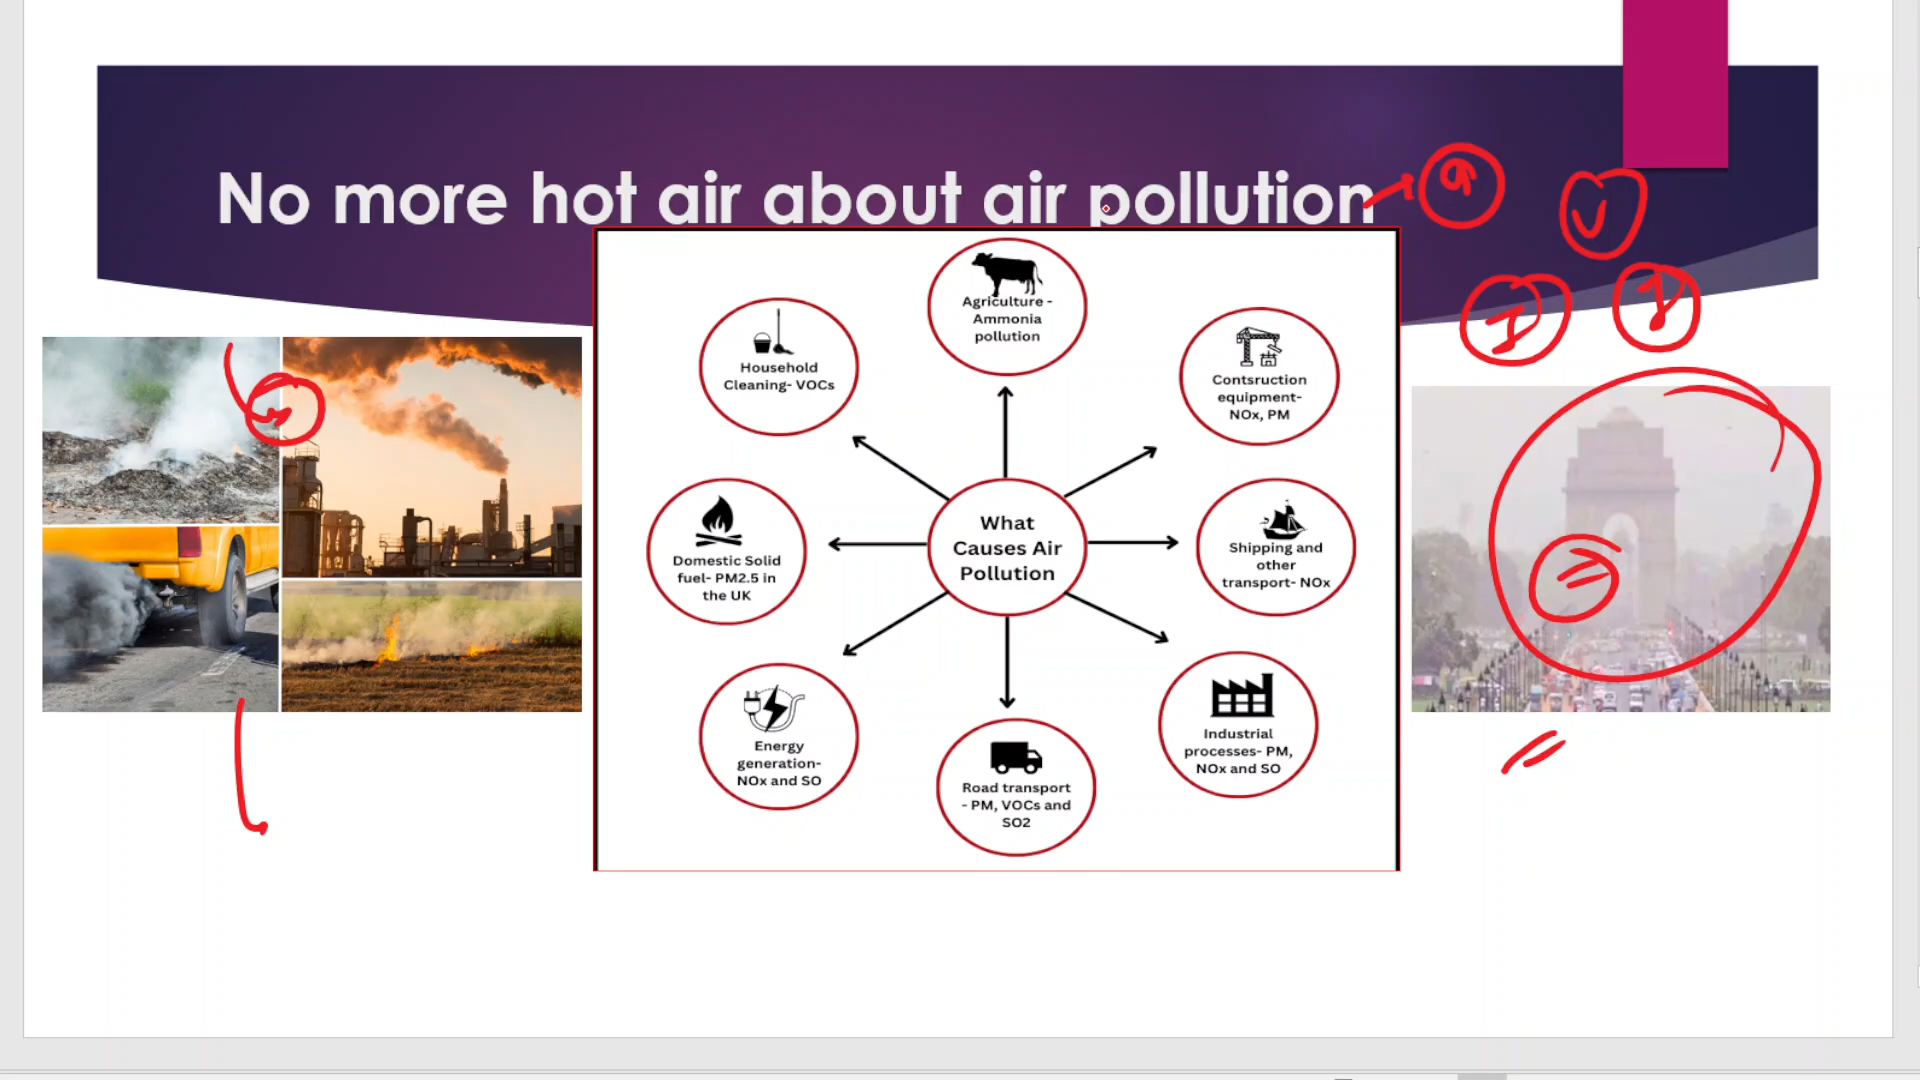 No more hot air about air pollution
Agriculture -
Ammonia
pollution
Household
Cleaning- VOCs
Contsruction
equipment-
NOx, PM
Domestic Solid
fuel- PM2.5 in
the UK
What
Causes Air
Pollution
Shipping and
other
transport- NOx
Energy
generation-
NOx and SO
Road transport
- PM, VOCs and
SO2
Industrial
processes- PM,
NOx and SO